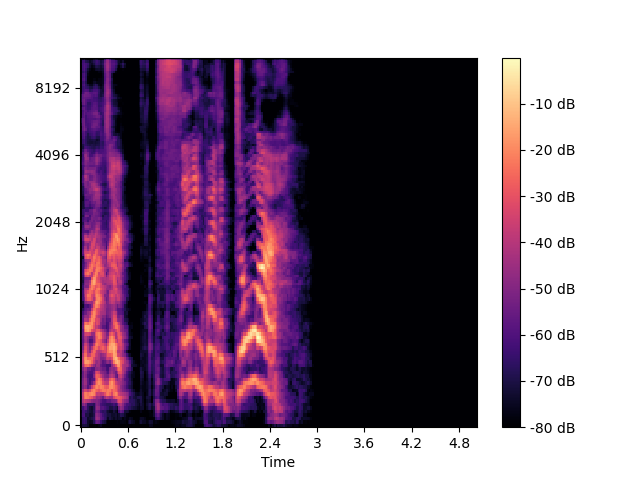 8192
4096
2048
1024
512
0
Hz
0 0.6 1.2 1.8 2.4 3 3.6 4.2 4.8
Time
-10 dB
-20 dB
-30 dB
-40 dB
-50 dB
-60 dB
-70 dB
-80 dB